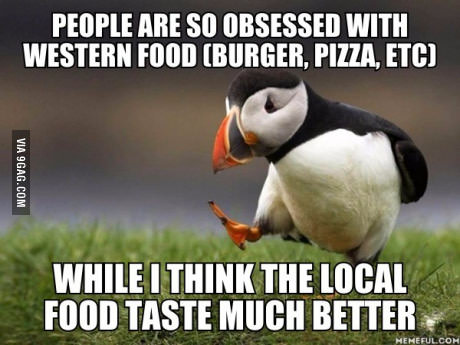 PEOPLE ARE SO OBSESSED WITH
WESTERN FOOD (BURGER, PIZZA, ETC)
VIA 9GAG.COM
WHILE I THINK THE LOCAL
FOOD TASTE MUCH BETTER
MEMEFUL.COM